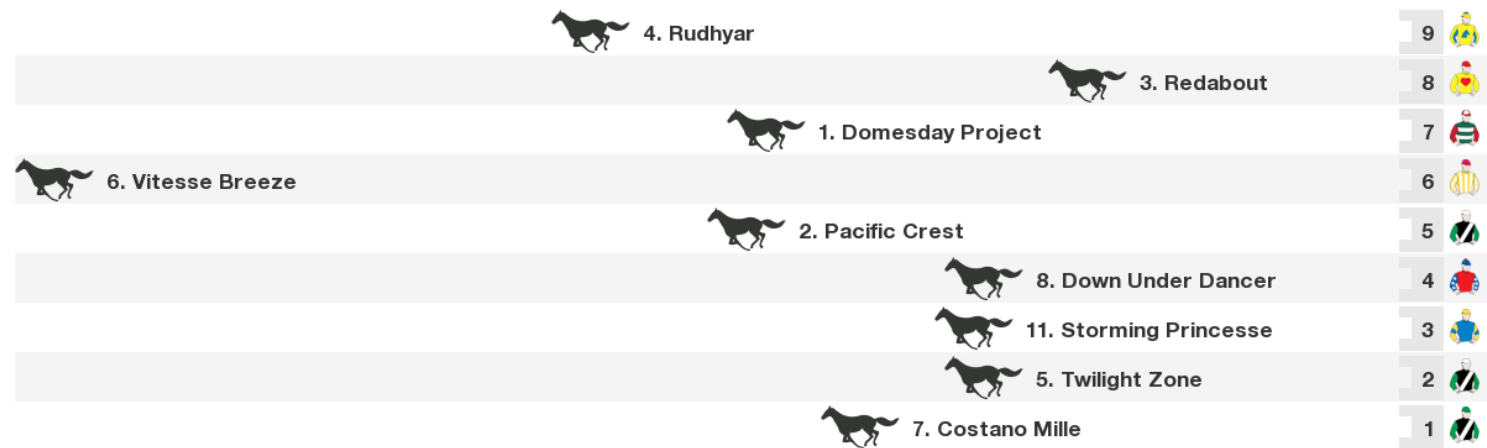 4. Rudhyar 9
3. Redabout 8
1. Domesday Project 7
6. Vitesse Breeze 6
2. Pacific Crest 5
8. Down Under Dancer 4
11. Storming Princesse 3
5. Twilight Zone 2
7. Costano Mille 1